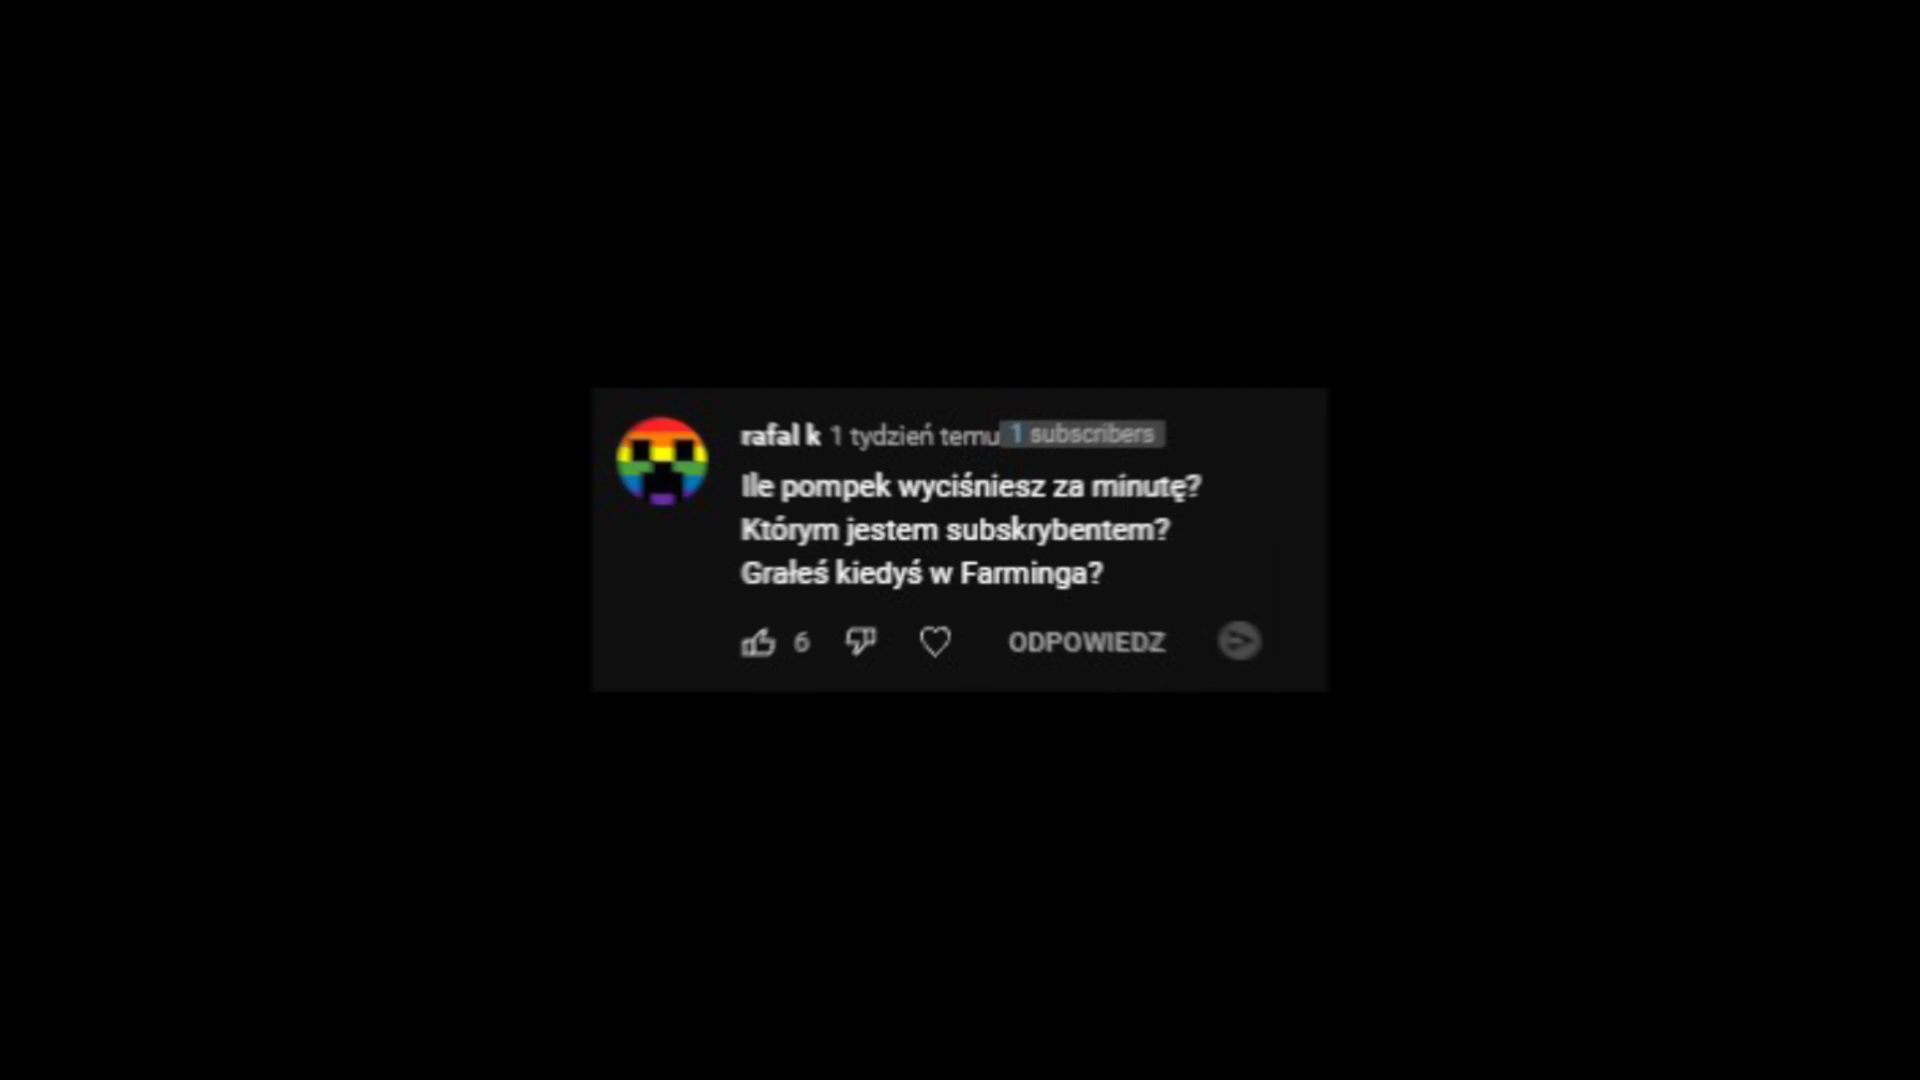 rafal k 1 tydzień temu 1 subscribers
Ile pompek wyciśniesz za minutę?
Którym jestem subskrybentem?
Grałeś kiedyś w Farminga?
6 ODPOWIEDZ